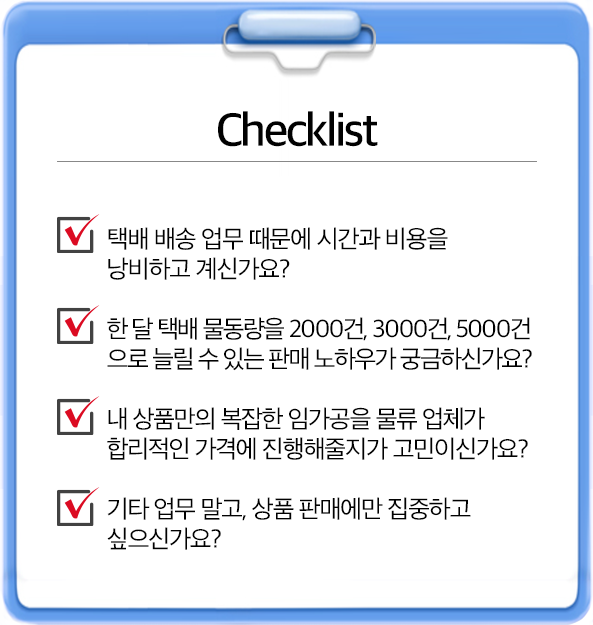 Checklist
택배 배송 업무 때문에 시간과 비용을
낭비하고 계신가요?
한 달 택배 물동량을 2000건, 3000건, 5000건
으로 늘릴 수 있는 판매 노하우가 궁금하신가요?
내 상품만의 복잡한 임가공을 물류 업체가
합리적인 가격에 진행해줄지가 고민이신가요?
기타 업무 말고, 상품 판매에만 집중하고
싶으신가요?